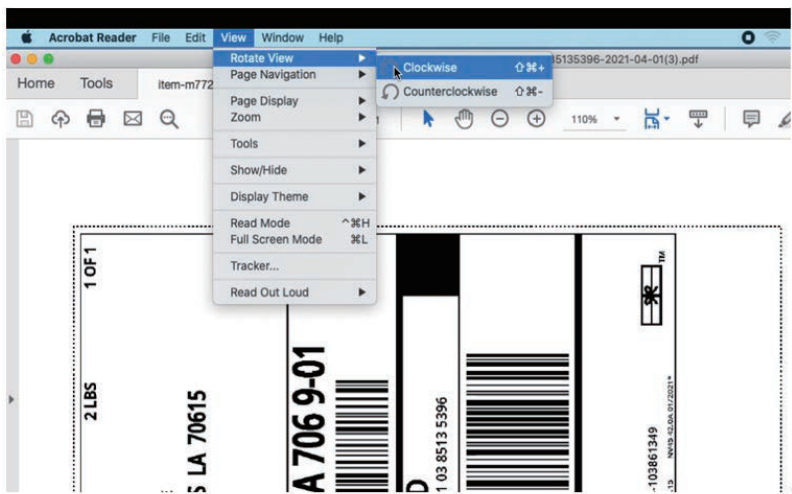 Acrobat Reader File Edit View Window Help
35135396-2021-04-01(3).pdf
Home Tools item-m772
110%
Rotate View
Clockwise ⇧⌘+
Counterclockwise ⇧⌘-
Page Navigation
Page Display
Zoom
Tools
Show/Hide
Display Theme
Read Mode ^⌘H
Full Screen Mode ⌘L
Tracker...
Read Out Loud
1 OF 1
2 LBS
S LA 70615
A 706 9-01
D
1 03 8513 5396
TM
-103861349